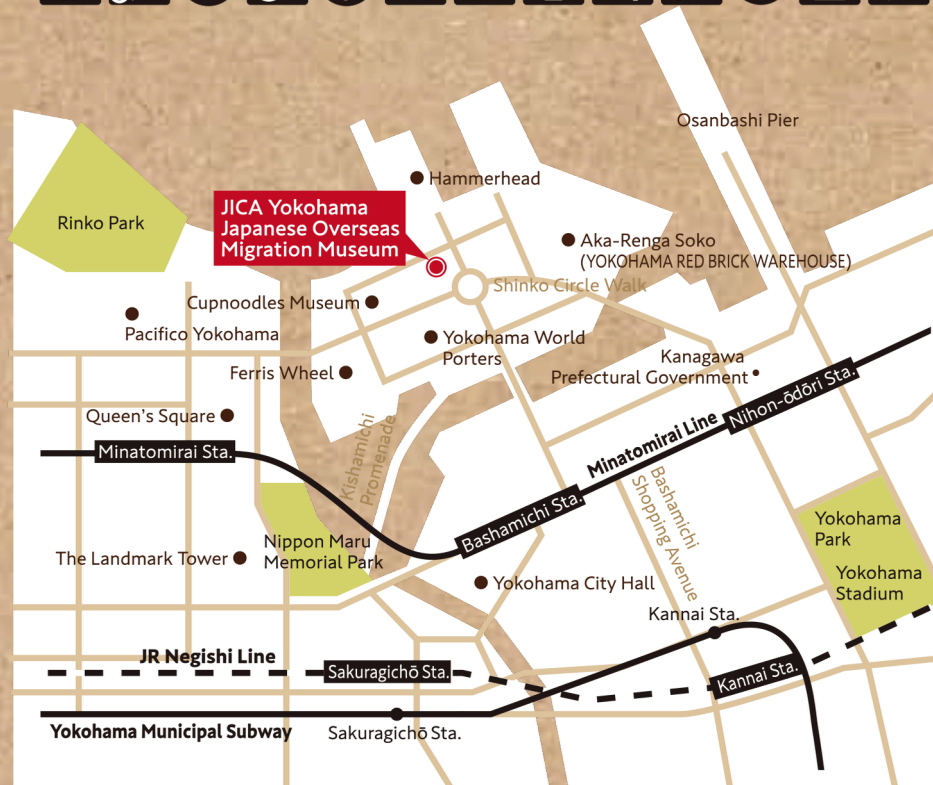 Osanbashi Pier
Hammerhead
Rinko Park
JICA Yokohama
Japanese Overseas
Migration Museum
Aka-Renga Soko
(YOKOHAMA RED BRICK WAREHOUSE)
Shinko Circle Walk
Cupnoodles Museum
Pacifico Yokohama
Yokohama World
Porters
Kanagawa
Prefectural Government
Ferris Wheel
Nihon-ōdōri Sta.
Queen's Square
Minatomirai Line
Minatomirai Sta.
Kishamichi
Promenade
Bashamichi
Shopping Avenue
Bashamichi Sta.
Yokohama
Park
Yokohama
Stadium
Nippon Maru
Memorial Park
The Landmark Tower
Yokohama City Hall
Kannai Sta.
JR Negishi Line
Sakuragichō Sta.
Kannai Sta.
Yokohama Municipal Subway
Sakuragichō Sta.